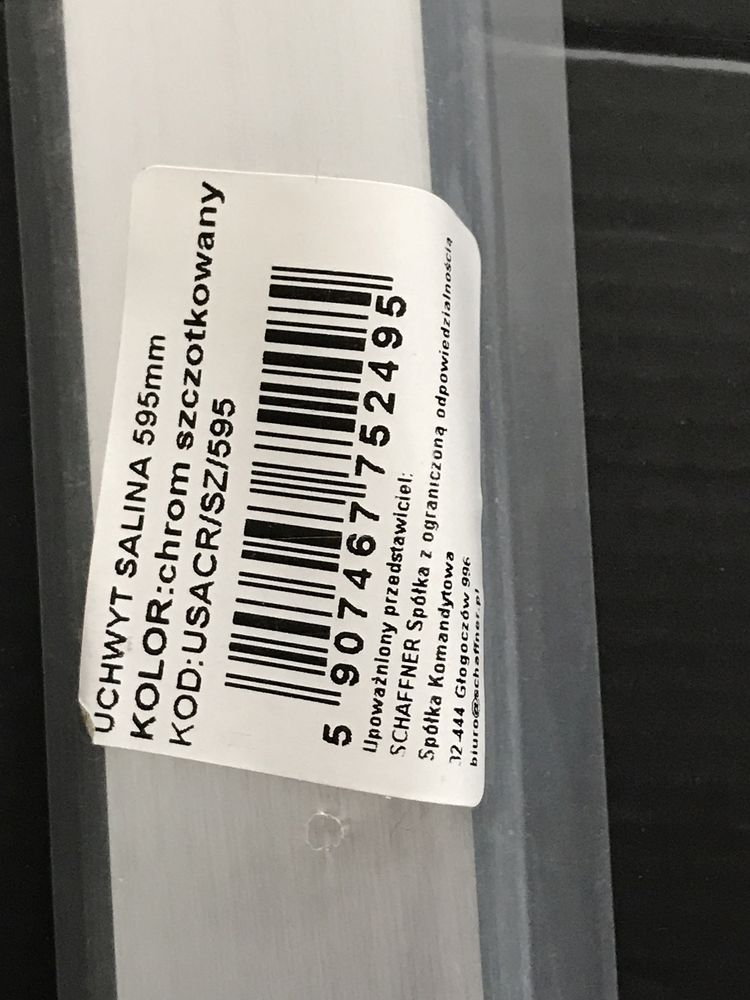 UCHWYT SALINA 595mm
KOLOR:chrom szczotkowany
KOD:USACR/SZ/595
5 907467 752495
Upoważniony przedstawiciel:
SCHAFFNER Spółka z ograniczoną odpowiedzialnością
Spółka Komandytowa
32-444 Głogoczów 996
biuro@schaffner.pl